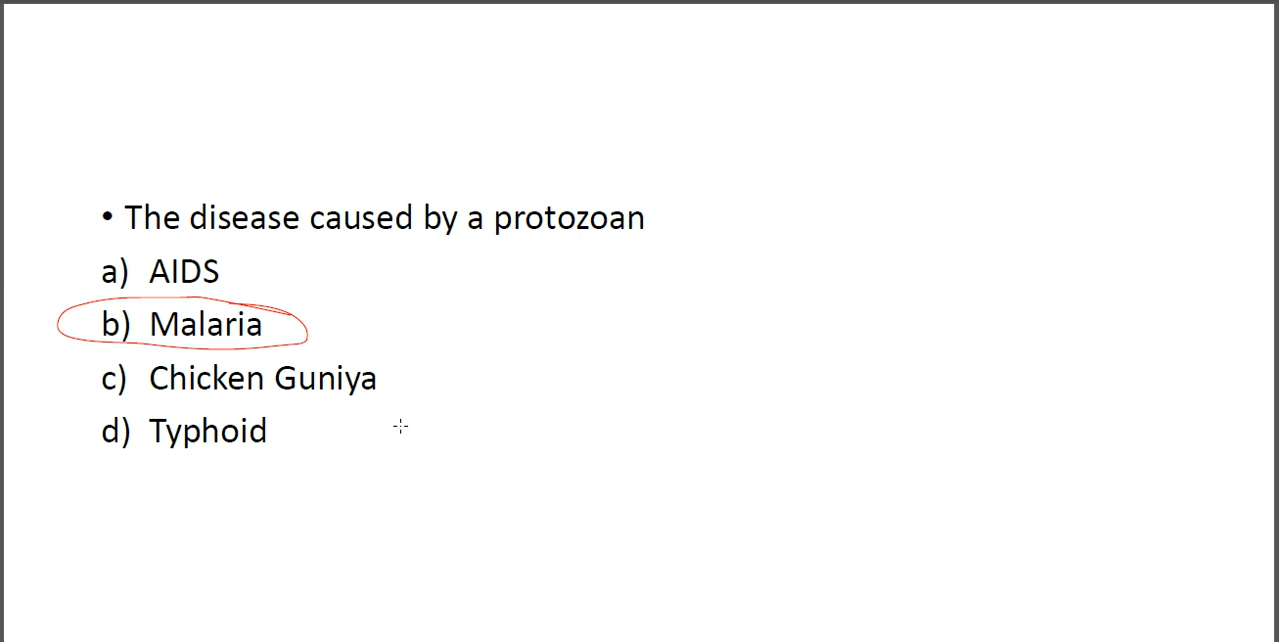 • The disease caused by a protozoan
a) AIDS
b) Malaria
c) Chicken Guniya
d) Typhoid